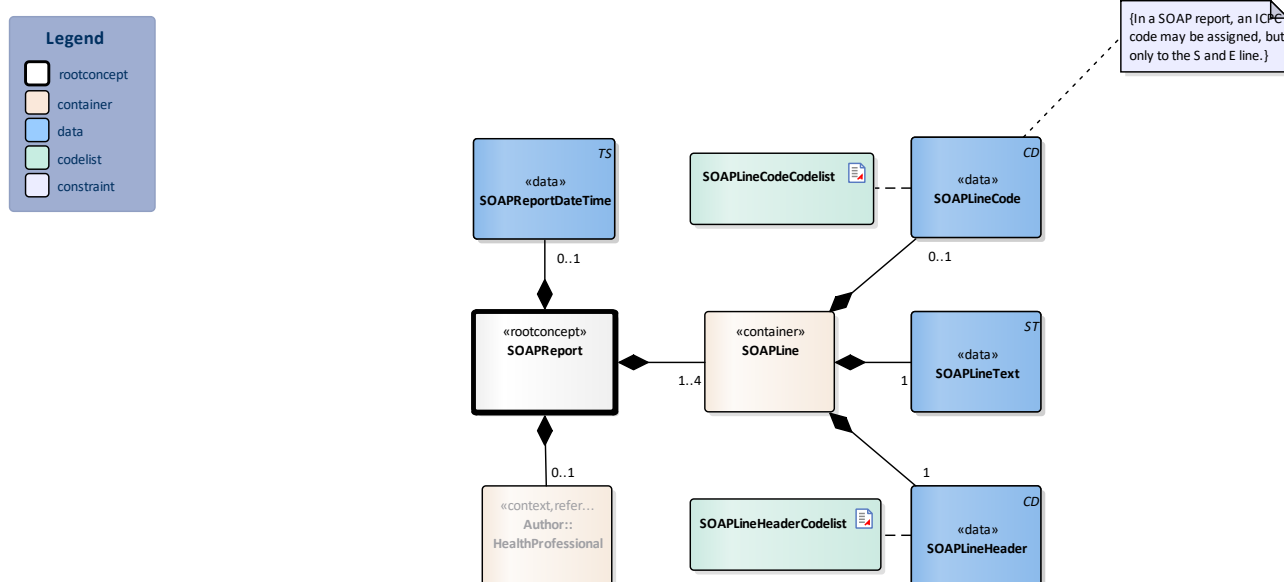 Legend
rootconcept
container
data
codelist
constraint
{In a SOAP report, an ICPC
code may be assigned, but
only to the S and E line.}
TS
«data»
SOAPReportDateTime
SOAPLineCodeCodelist
CD
«data»
SOAPLineCode
0..1
0..1
«rootconcept»
SOAPReport
1..4
«container»
SOAPLine
ST
«data»
SOAPLineText
1
0..1
1
«context,refer...
Author::
HealthProfessional
SOAPLineHeaderCodelist
CD
«data»
SOAPLineHeader